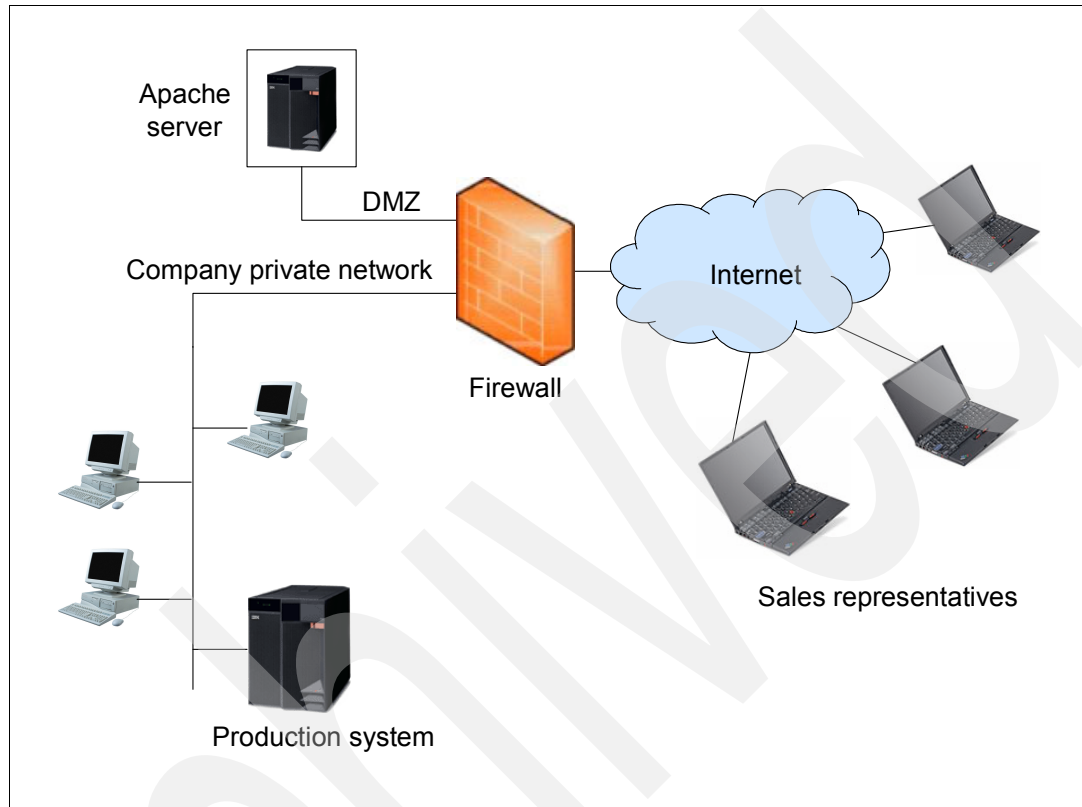 Apache
server
DMZ
Company private network
Internet
Firewall
Sales representatives
Production system